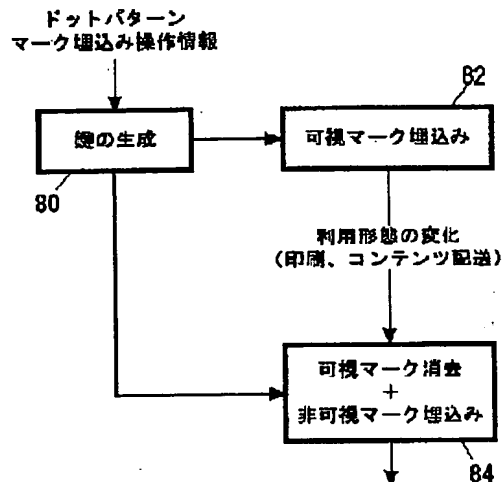 ドットパターン
マーク埋込み操作情報
82
鍵の生成
可視マーク埋込み
80
利用形態の変化
(印刷、コンテンツ配送)
可視マーク消去
+
非可視マーク埋込み
84